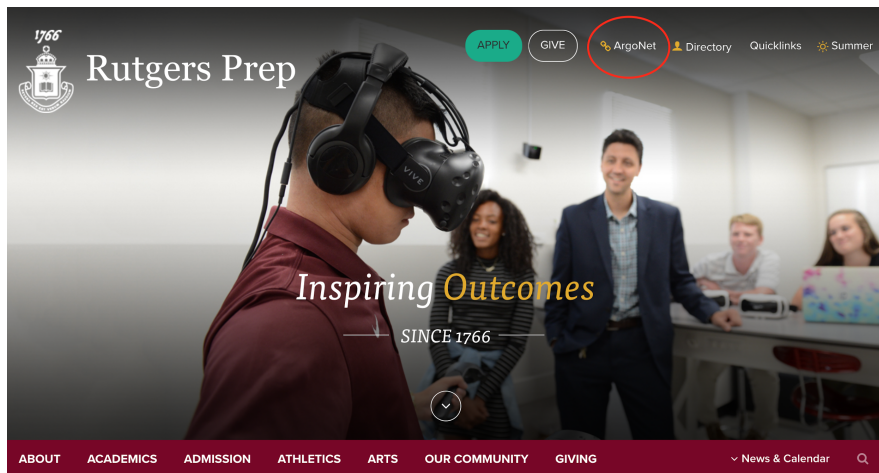 1766
Rutgers Prep
APPLY GIVE ArgoNet Directory Quicklinks Summer
VIVE
Inspiring Outcomes
SINCE 1766
ABOUT ACADEMICS ADMISSION ATHLETICS ARTS OUR COMMUNITY GIVING News & Calendar